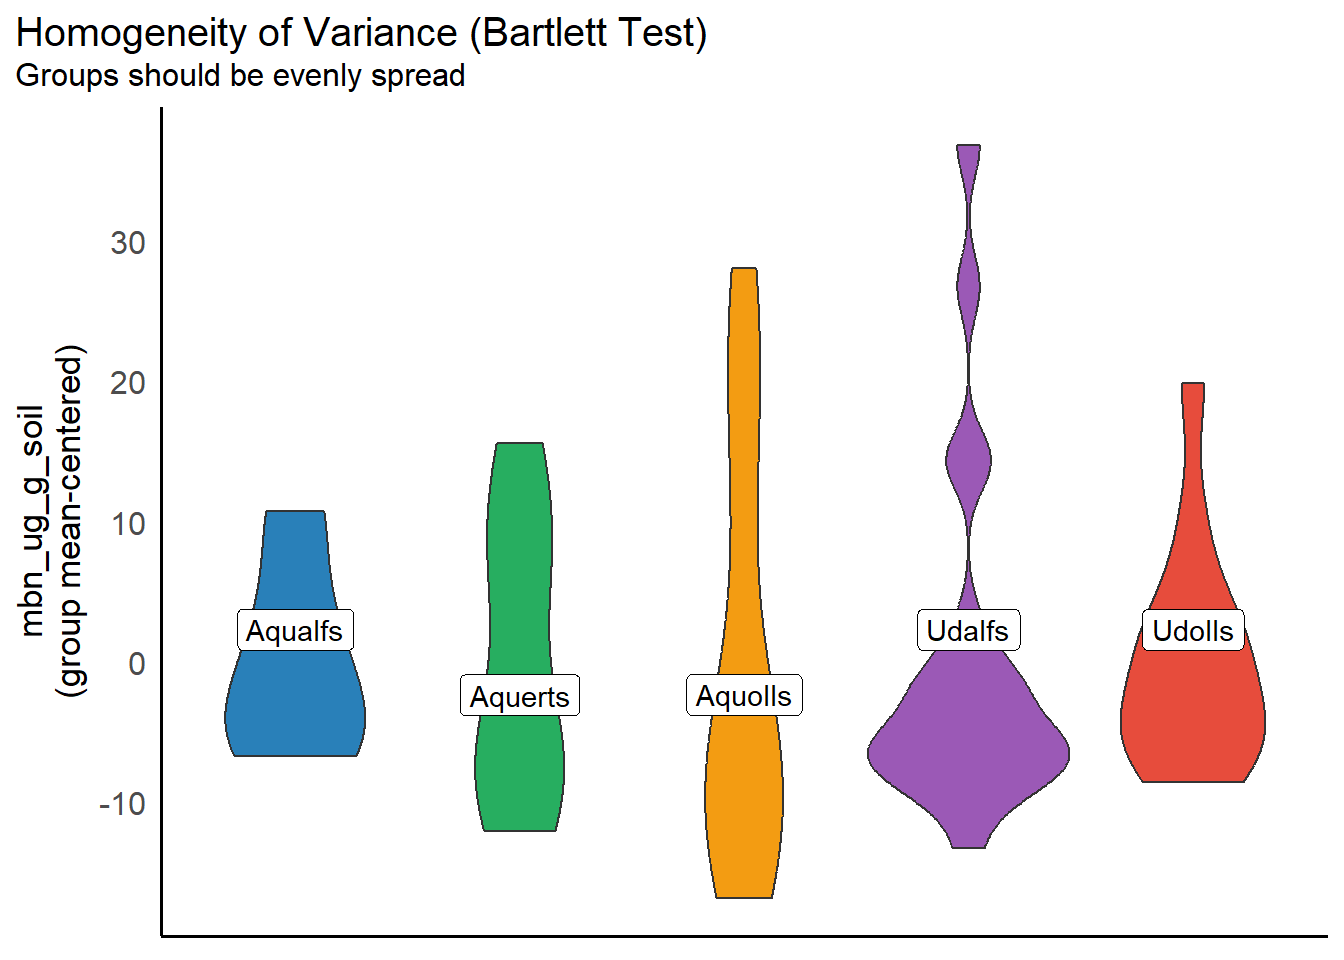 Homogeneity of Variance (Bartlett Test)
Groups should be evenly spread
mbn_ug_g_soil
(group mean-centered)
30
20
10
0
-10
Aqualfs
Aquerts
Aquolls
Udalfs
Udolls